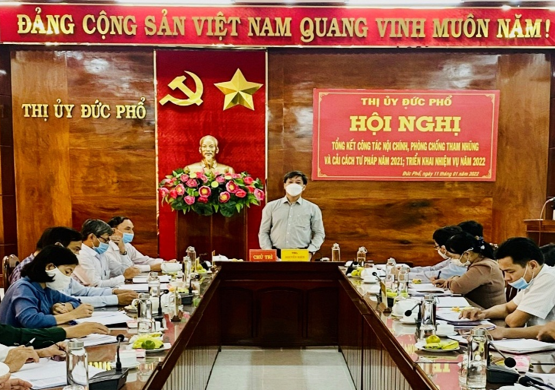 ĐẢNG CỘNG SẢN VIỆT NAM QUANG VINH MUÔN NĂM!
THỊ ỦY ĐỨC PHỔ
THỊ ỦY ĐỨC PHỔ
HỘI NGHỊ
TỔNG KẾT CÔNG TÁC NỘI CHÍNH, PHÒNG CHỐNG THAM NHŨNG
VÀ CẢI CÁCH TƯ PHÁP NĂM 2021; TRIỂN KHAI NHIỆM VỤ NĂM 2022
Đức Phổ, ngày 11 tháng 01 năm 2022
CHỦ TRÌ